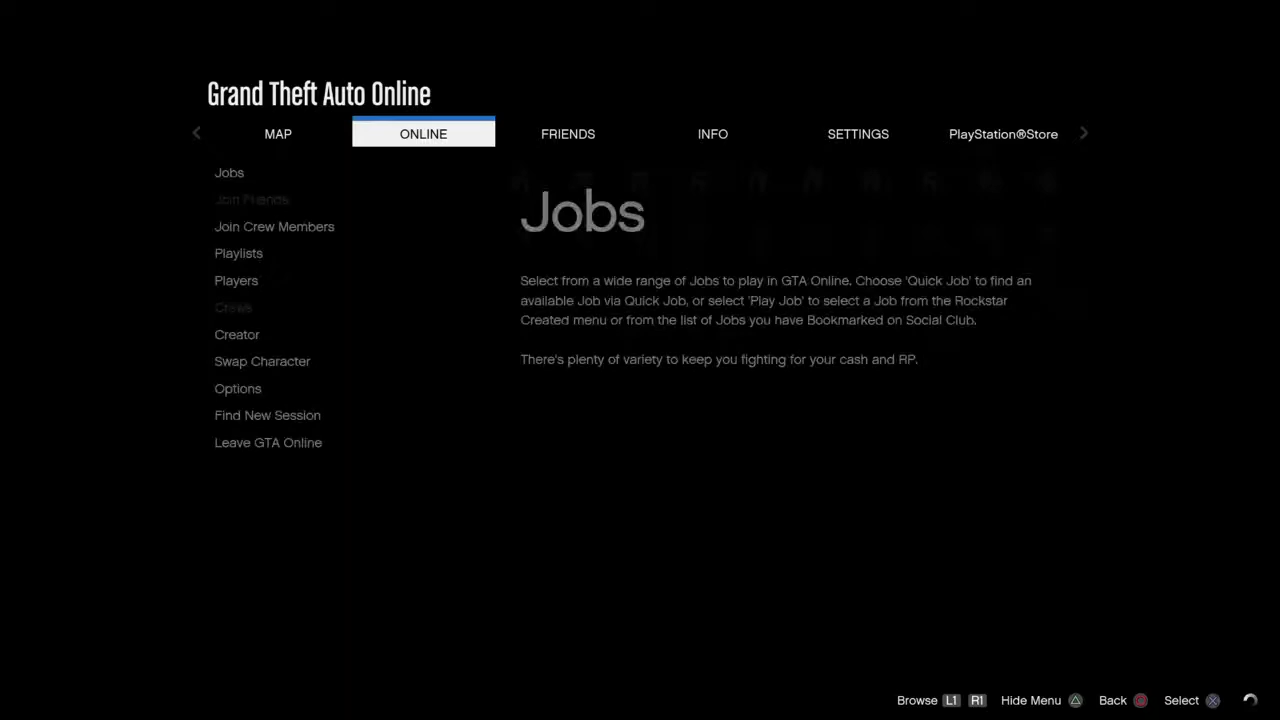 Grand Theft Auto Online
MAP ONLINE FRIENDS INFO SETTINGS PlayStation®Store
Jobs
Join Friends
Join Crew Members
Playlists
Players
Crews
Creator
Swap Character
Options
Find New Session
Leave GTA Online
Jobs
Select from a wide range of Jobs to play in GTA Online. Choose 'Quick Job' to find an
available Job via Quick Job, or select 'Play Job' to select a Job from the Rockstar
Created menu or from the list of Jobs you have Bookmarked on Social Club.
There's plenty of variety to keep you fighting for your cash and RP.
Browse L1 R1 Hide Menu Back Select